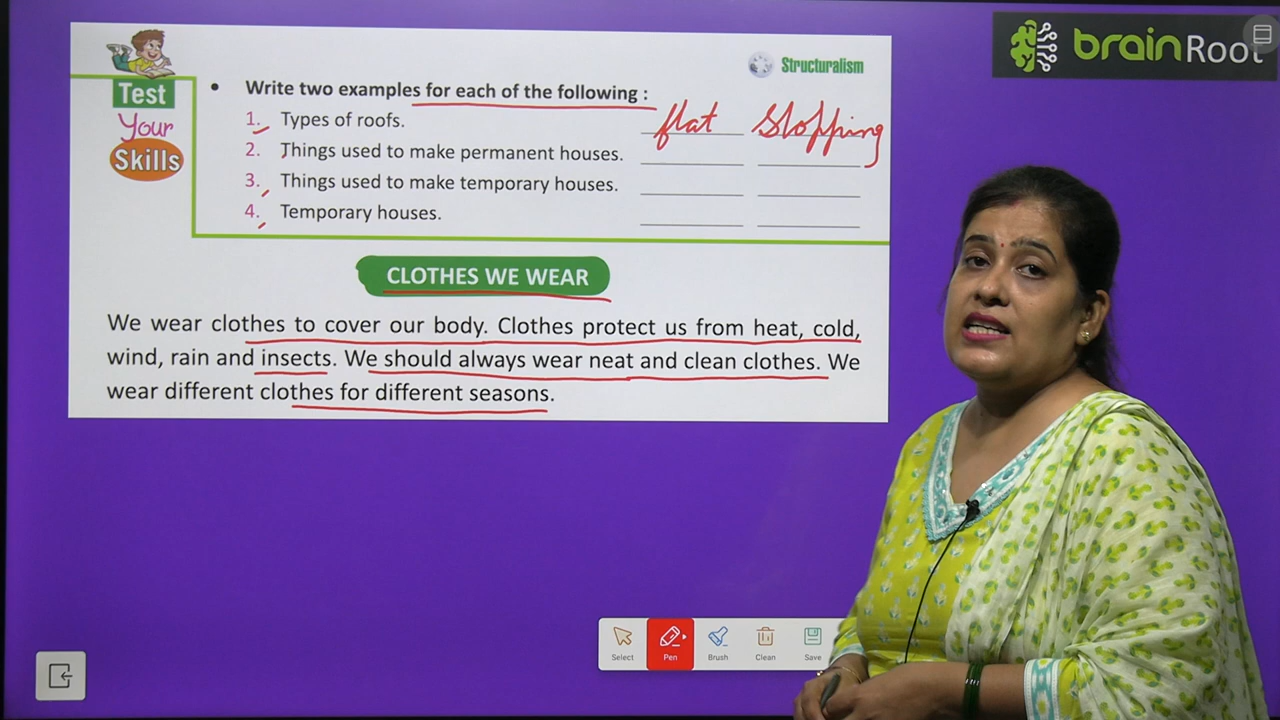 brainRoot
Structuralism
Test
Your
Skills
• Write two examples for each of the following :
1. Types of roofs. flat slopping
2. Things used to make permanent houses.
3. Things used to make temporary houses.
4. Temporary houses.
CLOTHES WE WEAR
We wear clothes to cover our body. Clothes protect us from heat, cold,
wind, rain and insects. We should always wear neat and clean clothes. We
wear different clothes for different seasons.
Select Pen Brush Clean Save